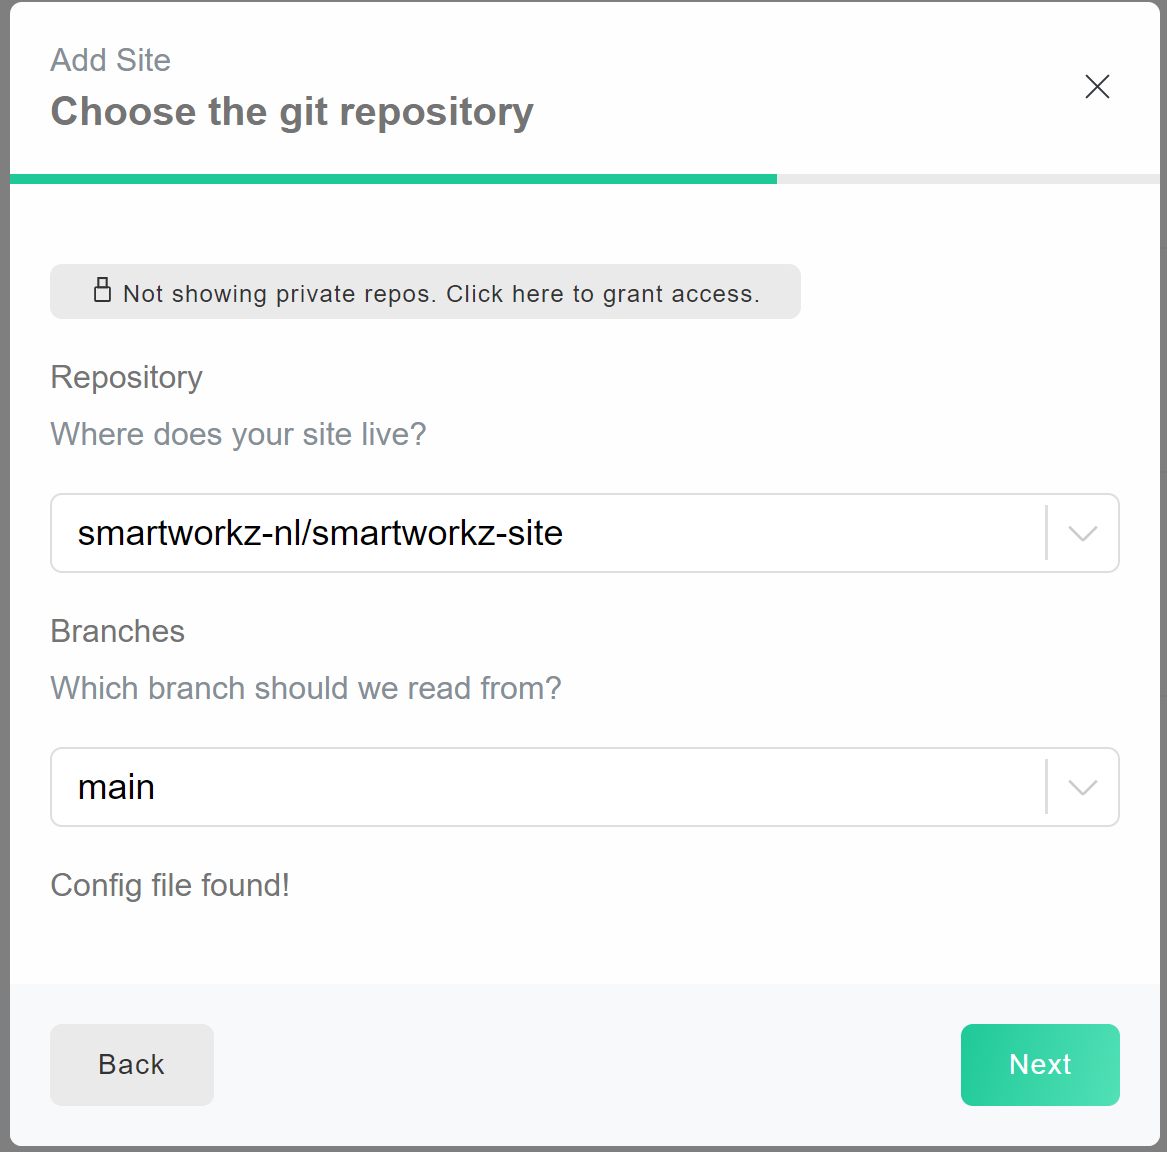 Add Site
Choose the git repository
Not showing private repos. Click here to grant access.
Repository
Where does your site live?
smartworkz-nl/smartworkz-site
Branches
Which branch should we read from?
main
Config file found!
Back
Next